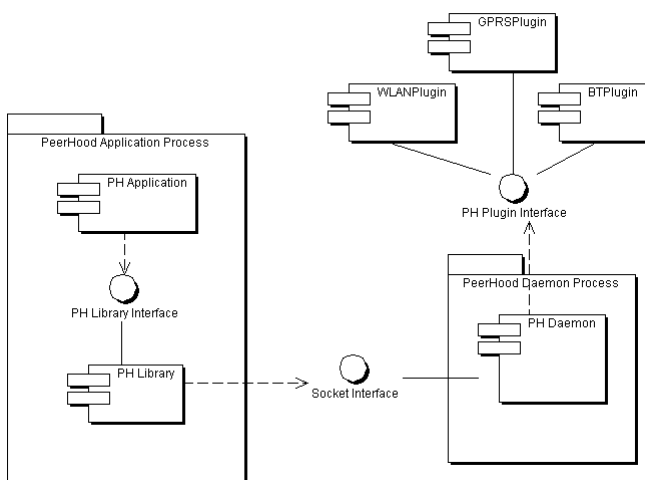 GPRSPlugin
WLANPlugin
BTPlugin
PeerHood Application Process
PH Application
PH Plugin Interface
PeerHood Daemon Process
PH Library Interface
PH Daemon
PH Library
Socket Interface